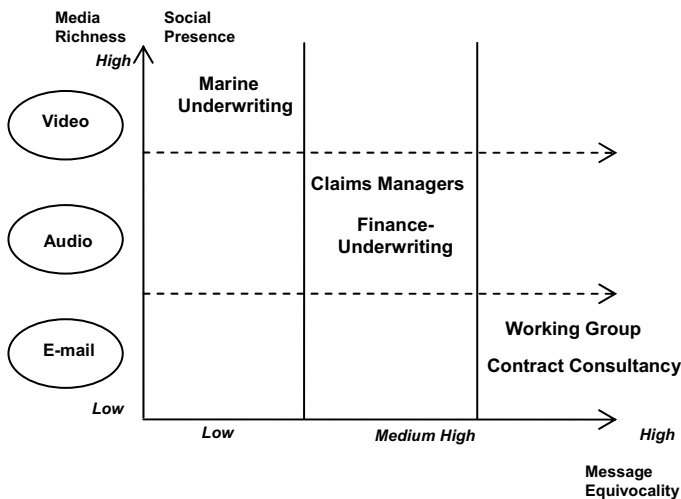 Media
Richness
Social
Presence
High
Marine
Underwriting
Video
Claims Managers
Finance-
Underwriting
Audio
Working Group
E-mail
Contract Consultancy
Low
Low
Medium High
High
Message
Equivocality